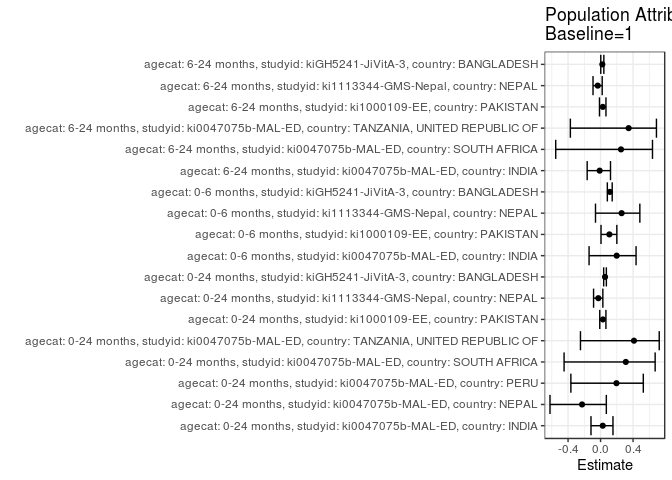 Population Attrib
Baseline=1
agecat: 6-24 months, studyid: kiGH5241-JiVitA-3, country: BANGLADESH
agecat: 6-24 months, studyid: ki1113344-GMS-Nepal, country: NEPAL
agecat: 6-24 months, studyid: ki1000109-EE, country: PAKISTAN
agecat: 6-24 months, studyid: ki0047075b-MAL-ED, country: TANZANIA, UNITED REPUBLIC OF
agecat: 6-24 months, studyid: ki0047075b-MAL-ED, country: SOUTH AFRICA
agecat: 6-24 months, studyid: ki0047075b-MAL-ED, country: INDIA
agecat: 0-6 months, studyid: kiGH5241-JiVitA-3, country: BANGLADESH
agecat: 0-6 months, studyid: ki1113344-GMS-Nepal, country: NEPAL
agecat: 0-6 months, studyid: ki1000109-EE, country: PAKISTAN
agecat: 0-6 months, studyid: ki0047075b-MAL-ED, country: INDIA
agecat: 0-24 months, studyid: kiGH5241-JiVitA-3, country: BANGLADESH
agecat: 0-24 months, studyid: ki1113344-GMS-Nepal, country: NEPAL
agecat: 0-24 months, studyid: ki1000109-EE, country: PAKISTAN
agecat: 0-24 months, studyid: ki0047075b-MAL-ED, country: TANZANIA, UNITED REPUBLIC OF
agecat: 0-24 months, studyid: ki0047075b-MAL-ED, country: SOUTH AFRICA
agecat: 0-24 months, studyid: ki0047075b-MAL-ED, country: PERU
agecat: 0-24 months, studyid: ki0047075b-MAL-ED, country: NEPAL
agecat: 0-24 months, studyid: ki0047075b-MAL-ED, country: INDIA
-0.4 0.0 0.4
Estimate